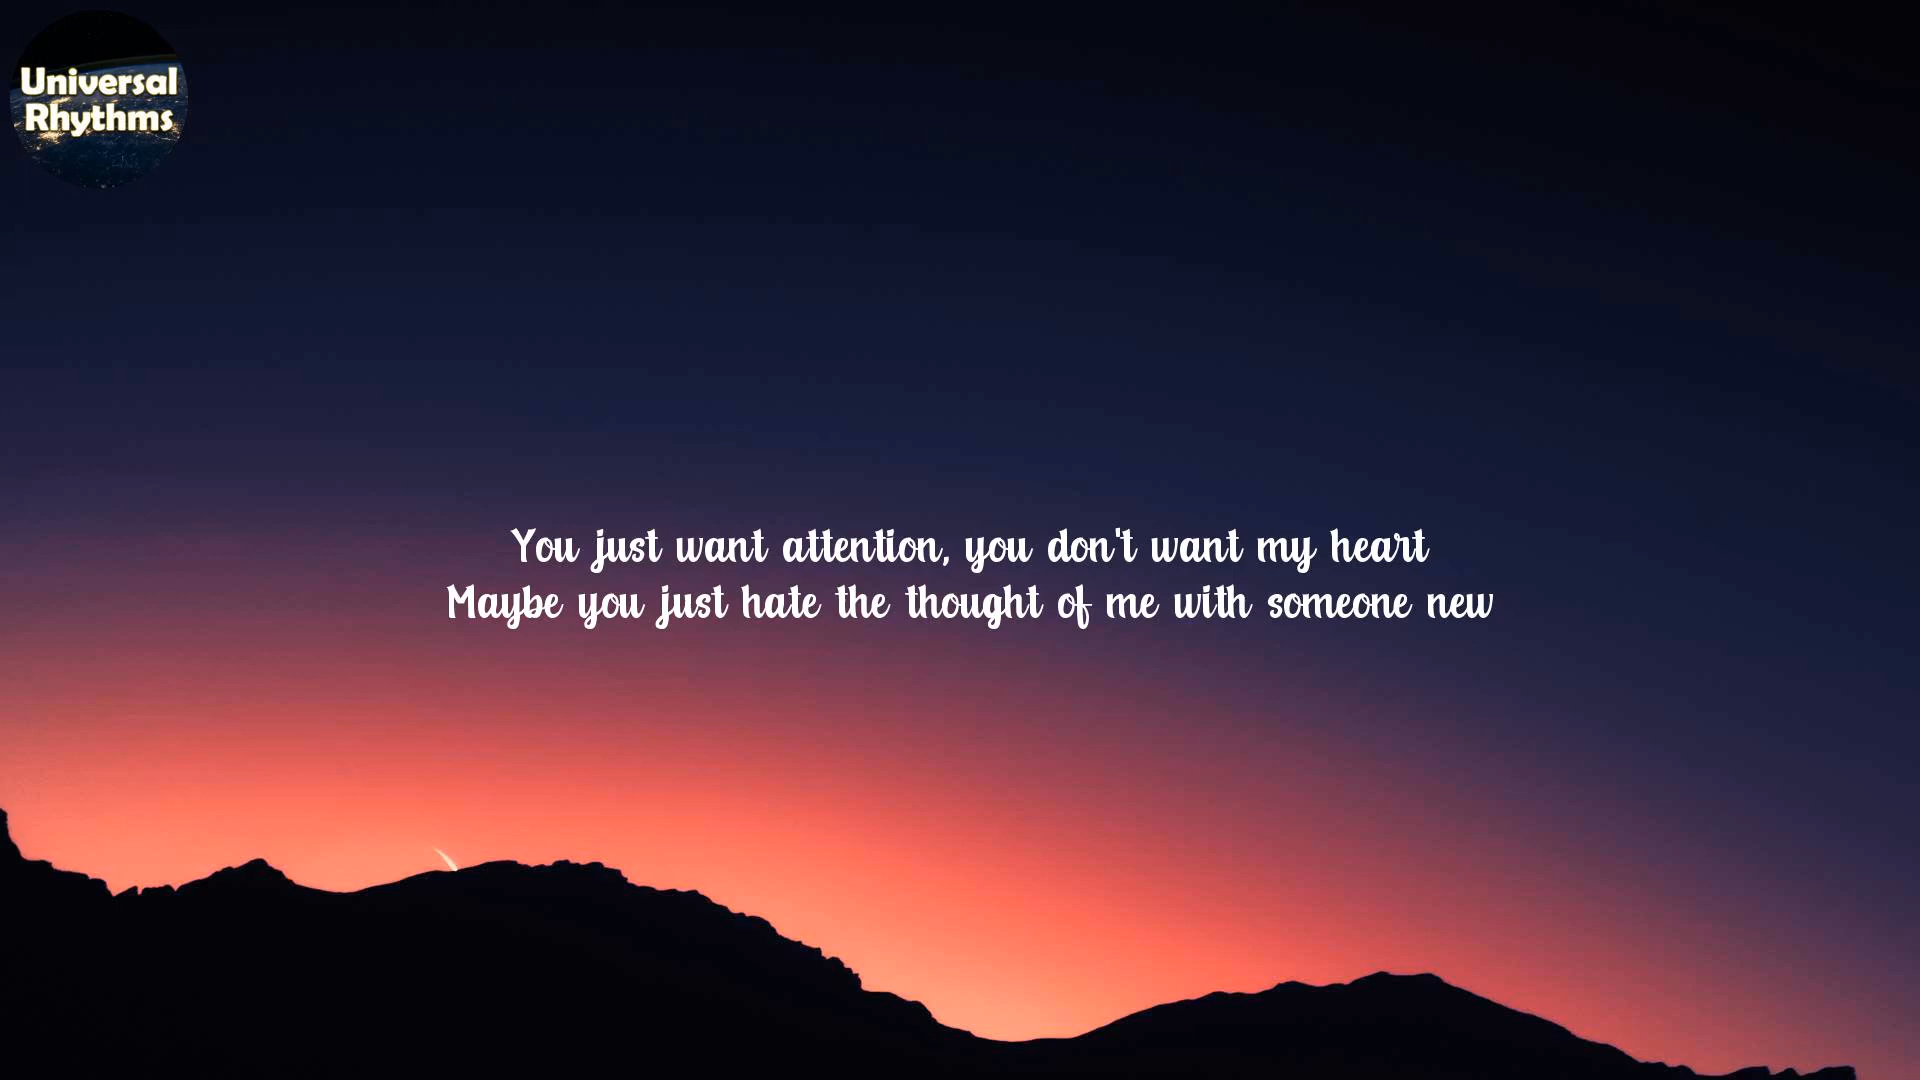 Universal
Rhythms
You just want attention, you don't want my heart
Maybe you just hate the thought of me with someone new